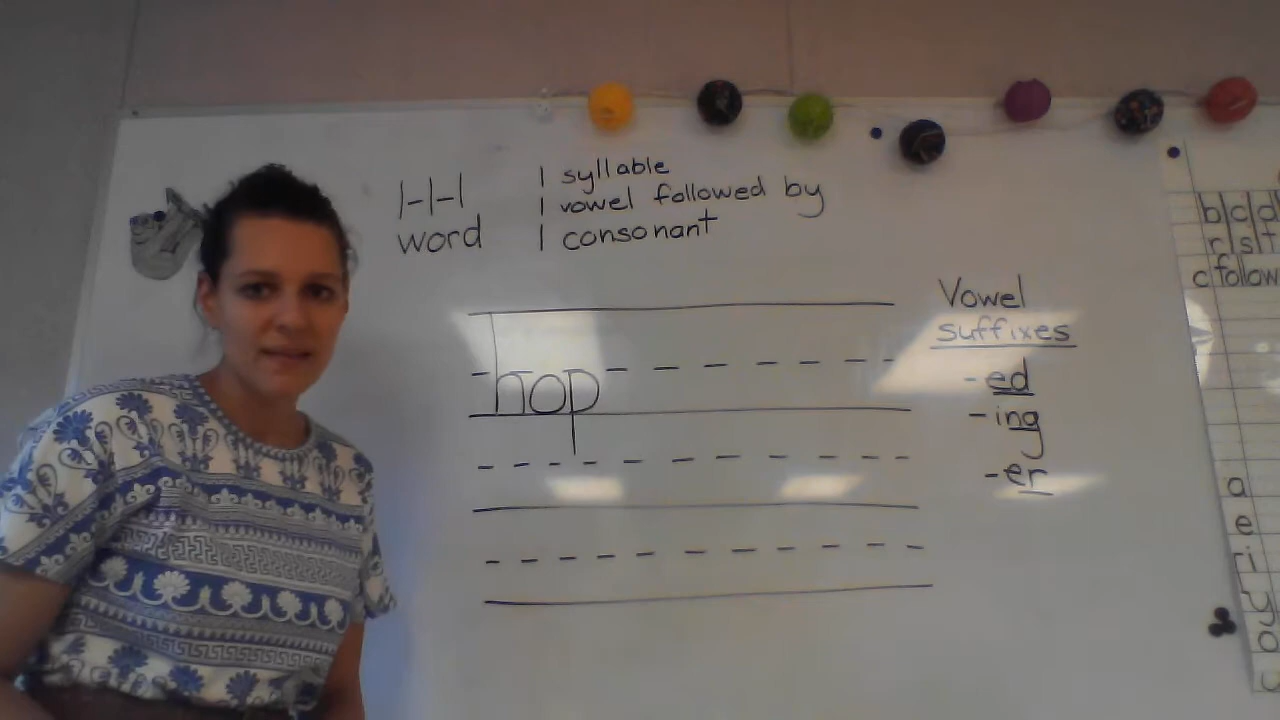 1-1-1
word
1 syllable
1 vowel followed by
1 consonant
hop
Vowel
suffixes
-ed
-ing
-er
b c d
r s t
c follow
a
e
i
y
o
u